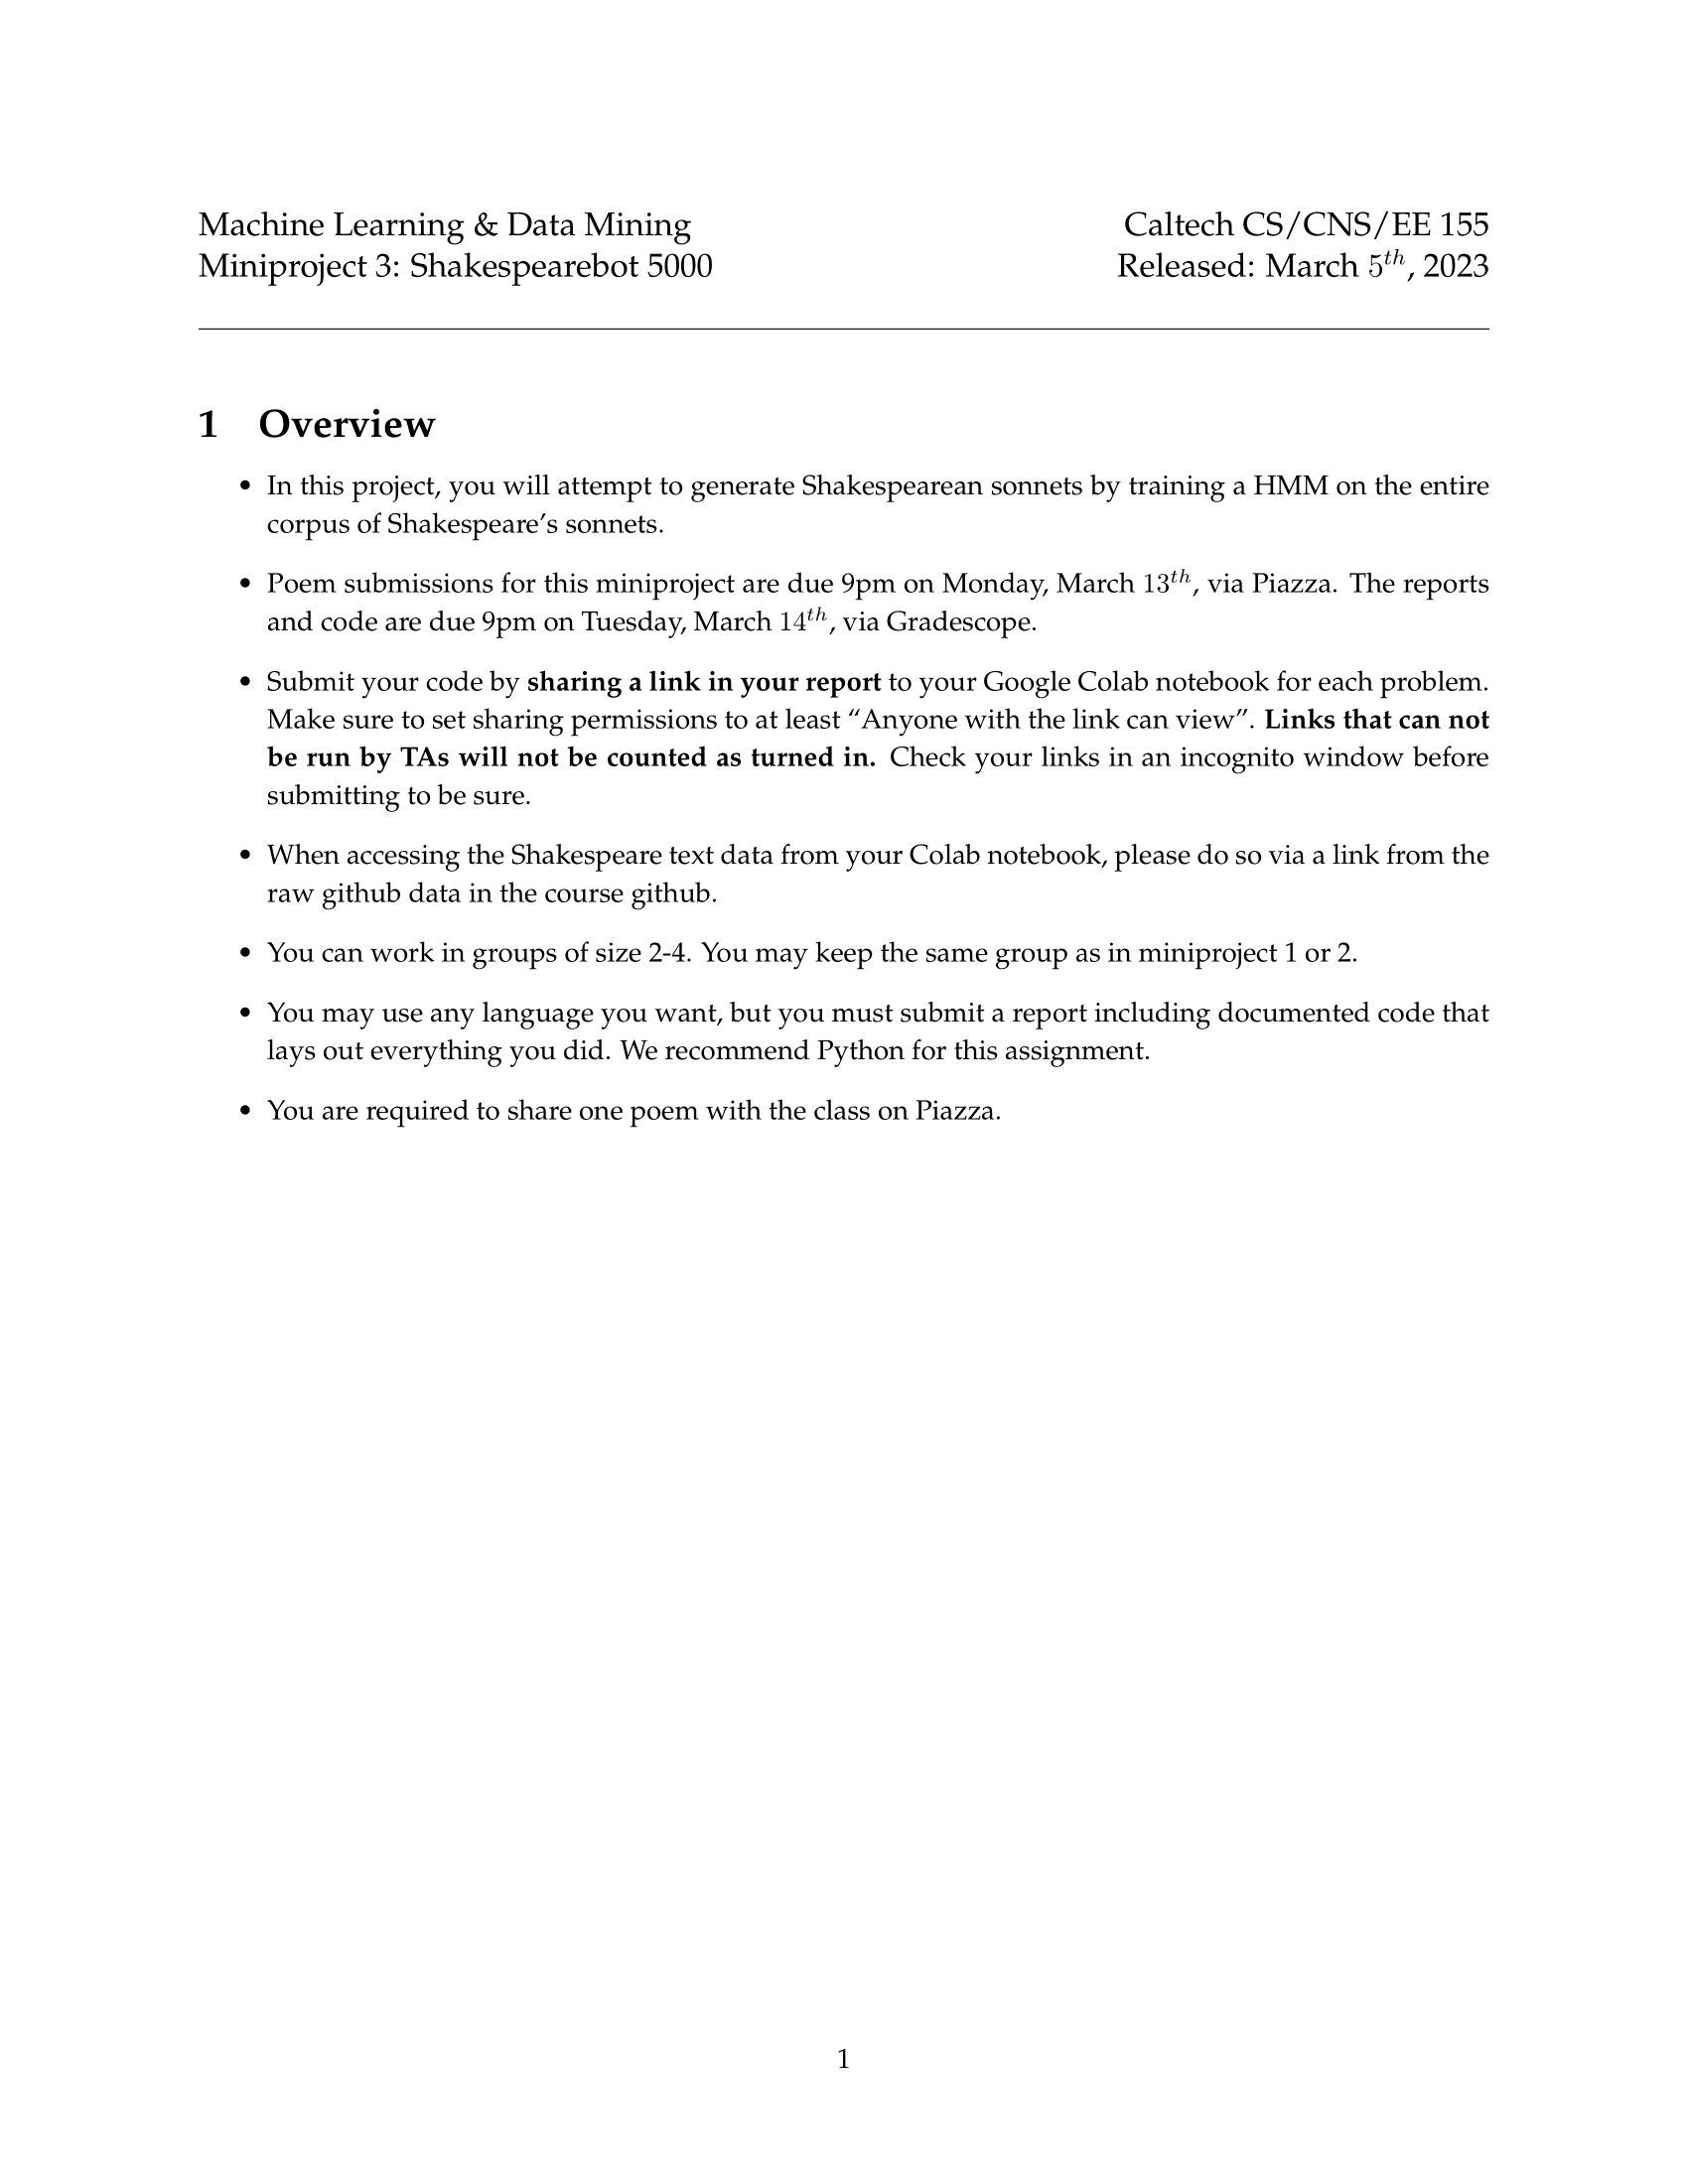 Machine Learning & Data Mining
Caltech CS/CNS/EE 155
Miniproject 3: Shakespearebot 5000
Released: March 5th, 2023
1 Overview
• In this project, you will attempt to generate Shakespearean sonnets by training a HMM on the entire
corpus of Shakespeare's sonnets.
• Poem submissions for this miniproject are due 9pm on Monday, March 13th, via Piazza. The reports
and code are due 9pm on Tuesday, March 14th, via Gradescope.
• Submit your code by sharing a link in your report to your Google Colab notebook for each problem.
Make sure to set sharing permissions to at least “Anyone with the link can view”. Links that can not
be run by TAs will not be counted as turned in. Check your links in an incognito window before
submitting to be sure.
• When accessing the Shakespeare text data from your Colab notebook, please do so via a link from the
raw github data in the course github.
• You can work in groups of size 2-4. You may keep the same group as in miniproject 1 or 2.
• You may use any language you want, but you must submit a report including documented code that
lays out everything you did. We recommend Python for this assignment.
• You are required to share one poem with the class on Piazza.
1